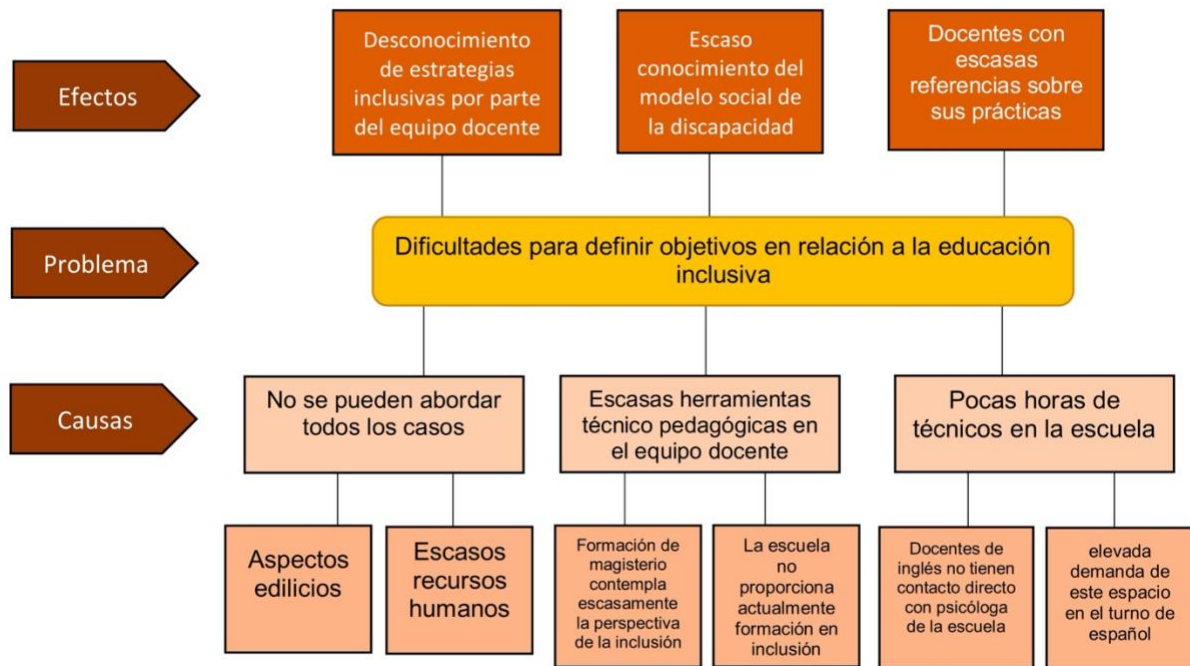 Efectos
Desconocimiento
de estrategias
inclusivas por parte
del equipo docente
Escaso
conocimiento del
modelo social de
la discapacidad
Docentes con
escasas
referencias sobre
sus prácticas
Problema
Dificultades para definir objetivos en relación a la educación
inclusiva
Causas
No se pueden abordar
todos los casos
Escasas herramientas
técnico pedagógicas en
el equipo docente
Pocas horas de
técnicos en la escuela
Aspectos
edilicios
Escasos
recursos
humanos
Formación de
magisterio
contempla
escasamente
la perspectiva
de la inclusión
La escuela
no
proporciona
actualmente
formación en
inclusión
Docentes de
inglés no tienen
contacto directo
con psicóloga
de la escuela
elevada
demanda de
este espacio
en el turno de
español